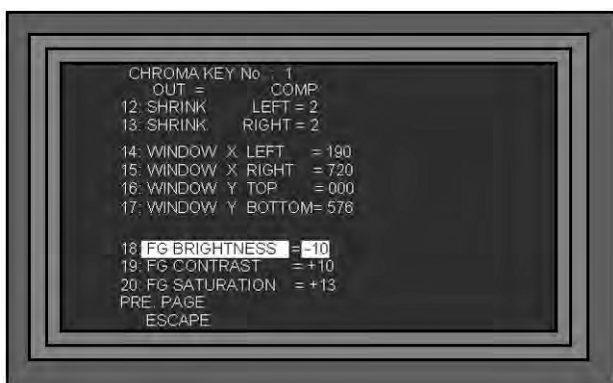 CHROMA KEY No : 1
OUT = COMP
12: SHRINK LEFT = 2
13: SHRINK RIGHT = 2
14: WINDOW X LEFT = 190
15: WINDOW X RIGHT = 720
16: WINDOW Y TOP = 000
17: WINDOW Y BOTTOM= 576
18: FG BRIGHTNESS = -10
19: FG CONTRAST = +10
20: FG SATURATION = +13
PRE. PAGE
ESCAPE